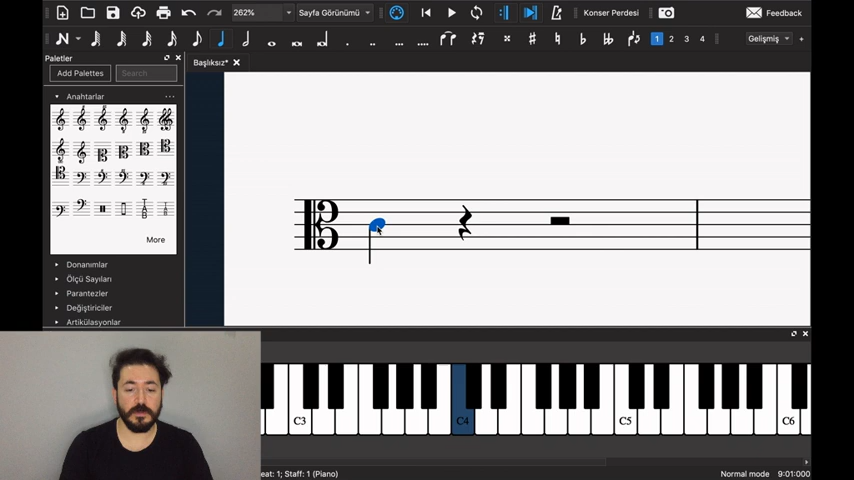 262% Sayfa Görünümü Konser Perdesi Feedback
1 2 3 4 Gelişmiş
Paletler
Başlıksız*
Add Palettes Search
Anahtarlar
More
Donanımlar
Ölçü Sayıları
Parantezler
Değiştiriciler
Artikülasyonlar
C3 C4 C5 C6
eat: 1; Staff: 1 (Piano) Normal mode 9:01:000